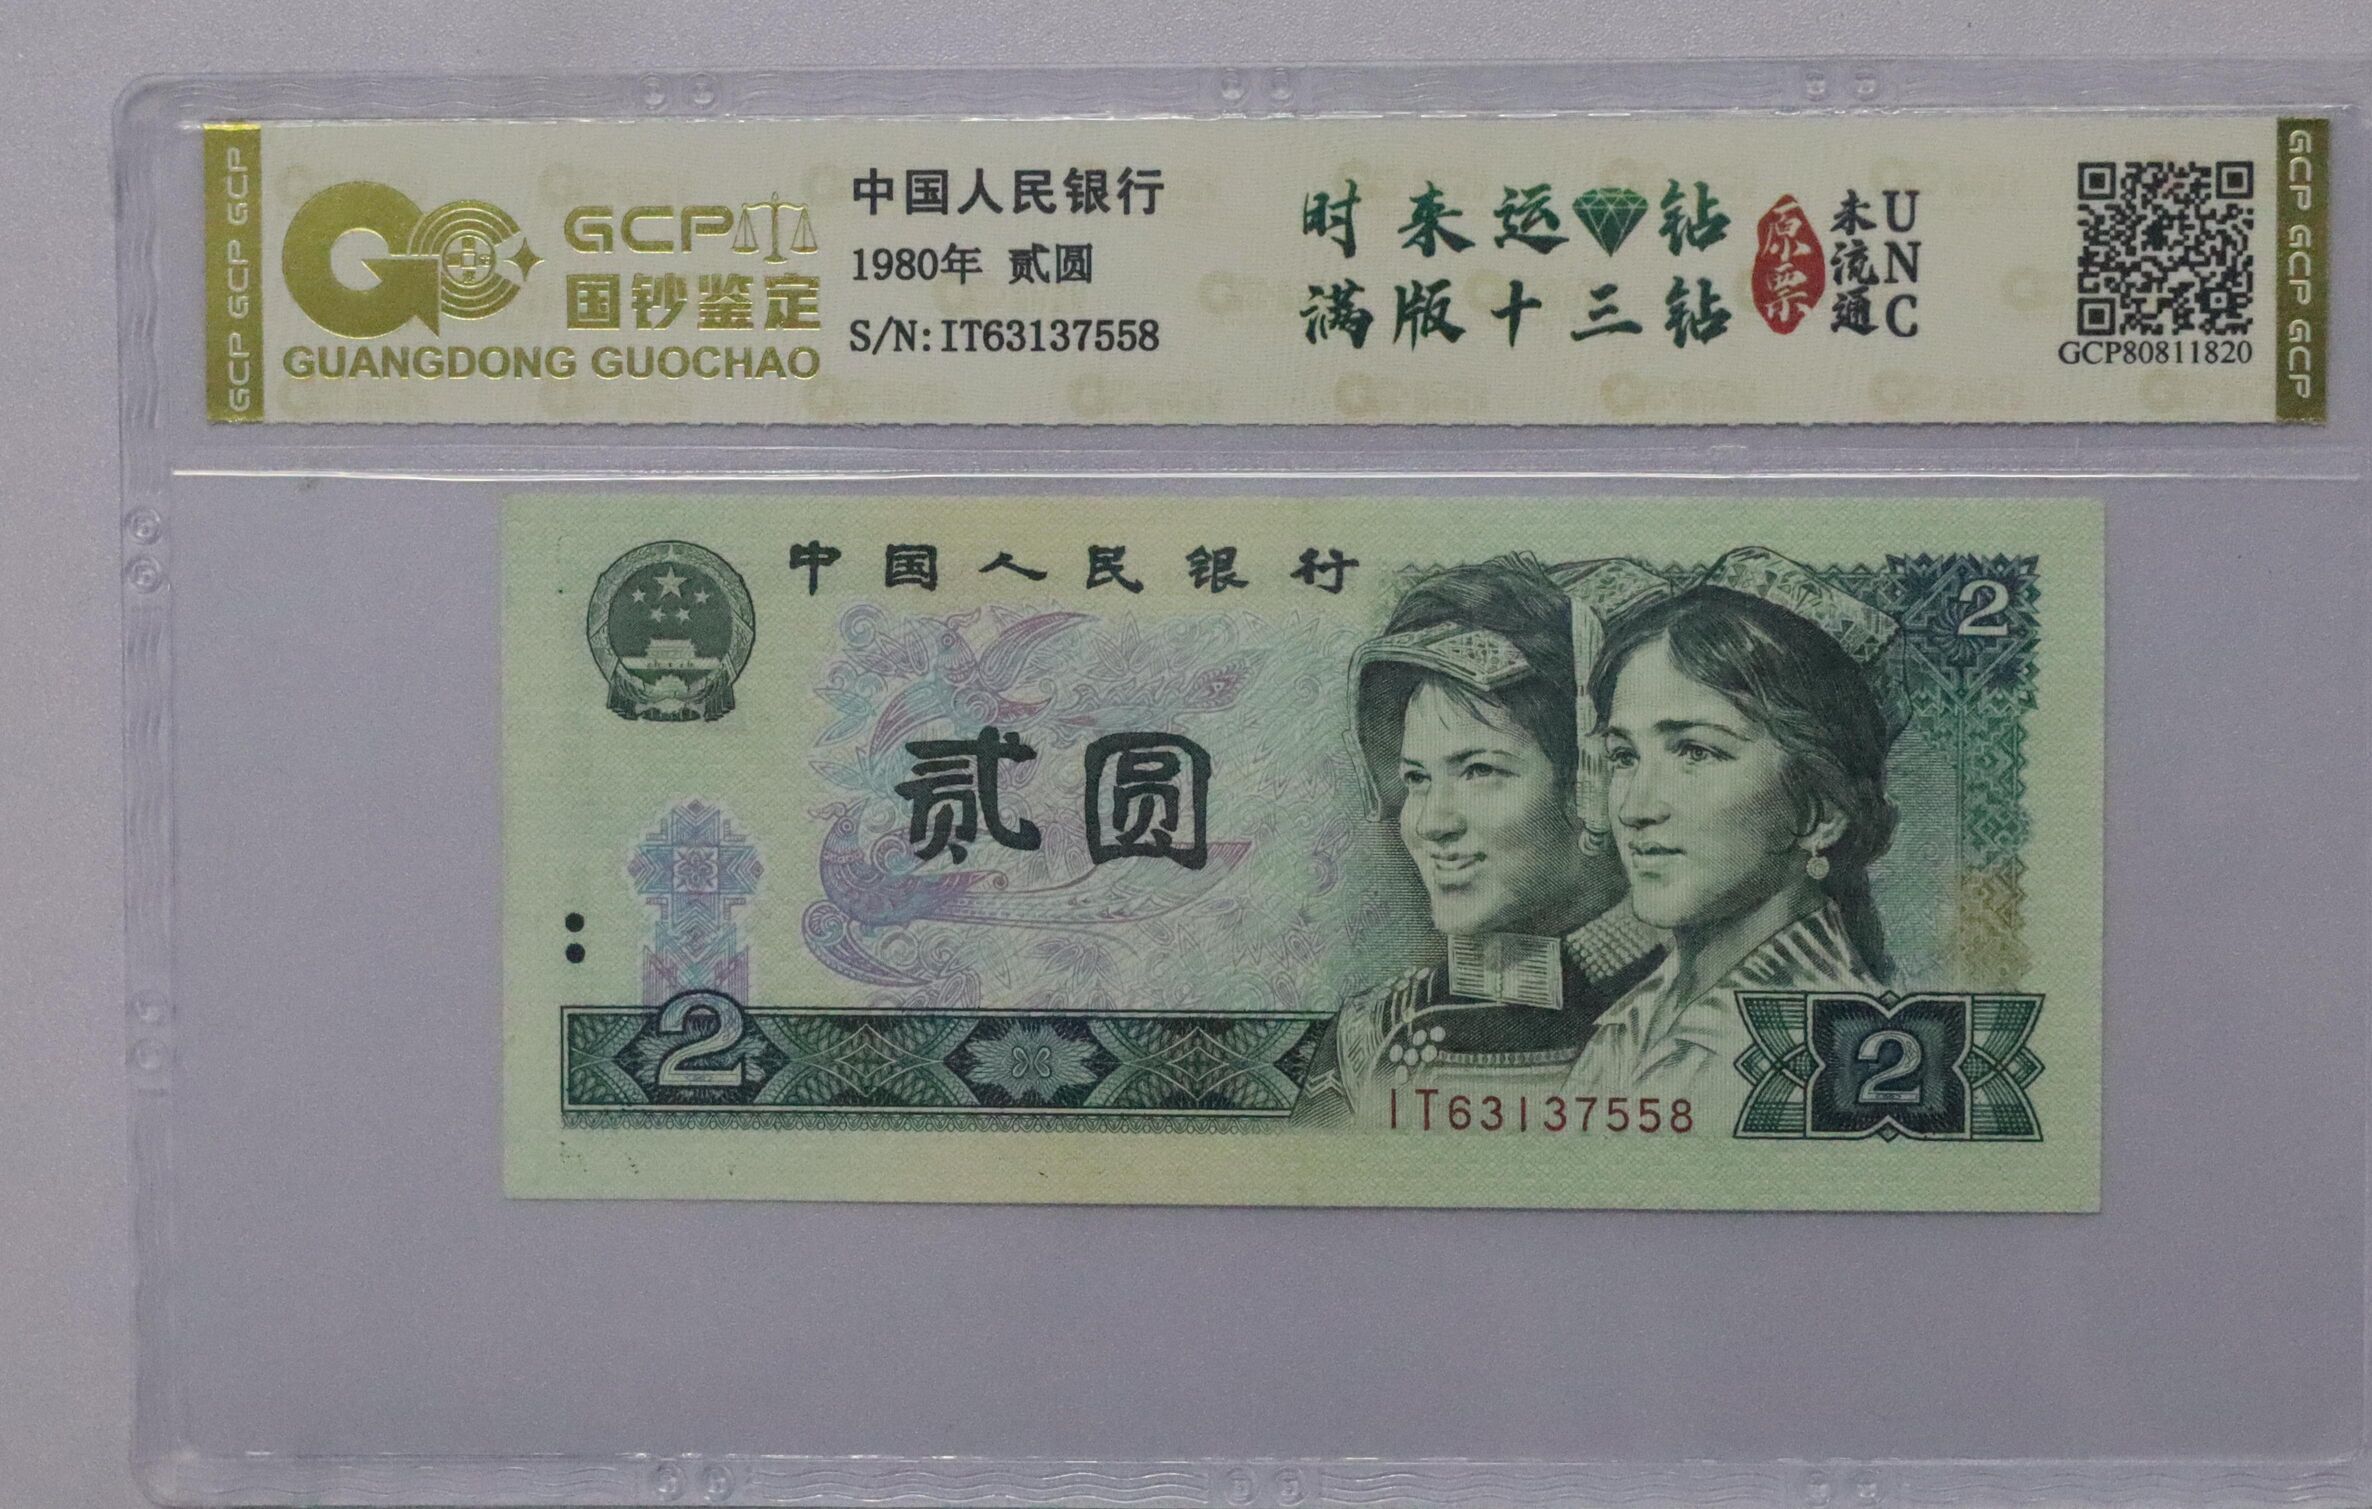 GCP GCP GCP
GCP
国钞鉴定
GUANGDONG GUOCHAO
中国人民银行
1980年 贰圆
S/N: IT63137558
时来运钻
满版十三钻
原票
未流通
UNC
GCP80811820
GCP GCP GCP
中国人民银行
2
贰圆
2
2
IT63137558